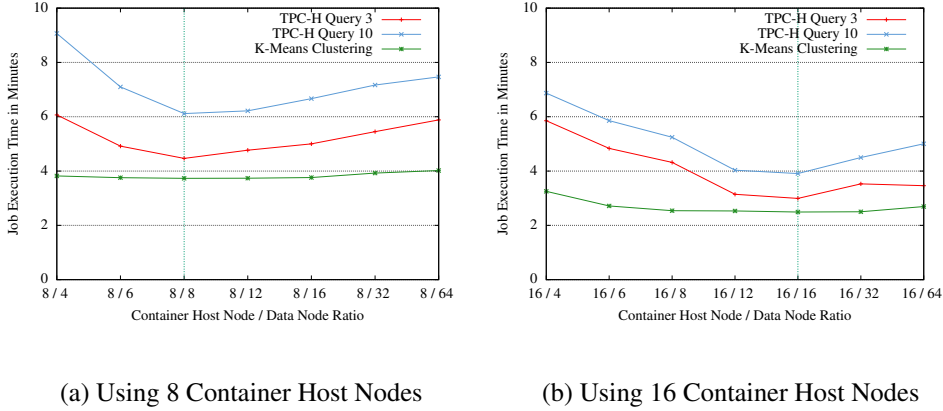 10
8
6
4
2
0
Job Execution Time in Minutes
TPC-H Query 3
TPC-H Query 10
K-Means Clustering
8 / 4 8 / 6 8 / 8 8 / 12 8 / 16 8 / 32 8 / 64
Container Host Node / Data Node Ratio
(a) Using 8 Container Host Nodes
10
8
6
4
2
0
Job Execution Time in Minutes
TPC-H Query 3
TPC-H Query 10
K-Means Clustering
16 / 4 16 / 6 16 / 8 16 / 12 16 / 16 16 / 32 16 / 64
Container Host Node / Data Node Ratio
(b) Using 16 Container Host Nodes